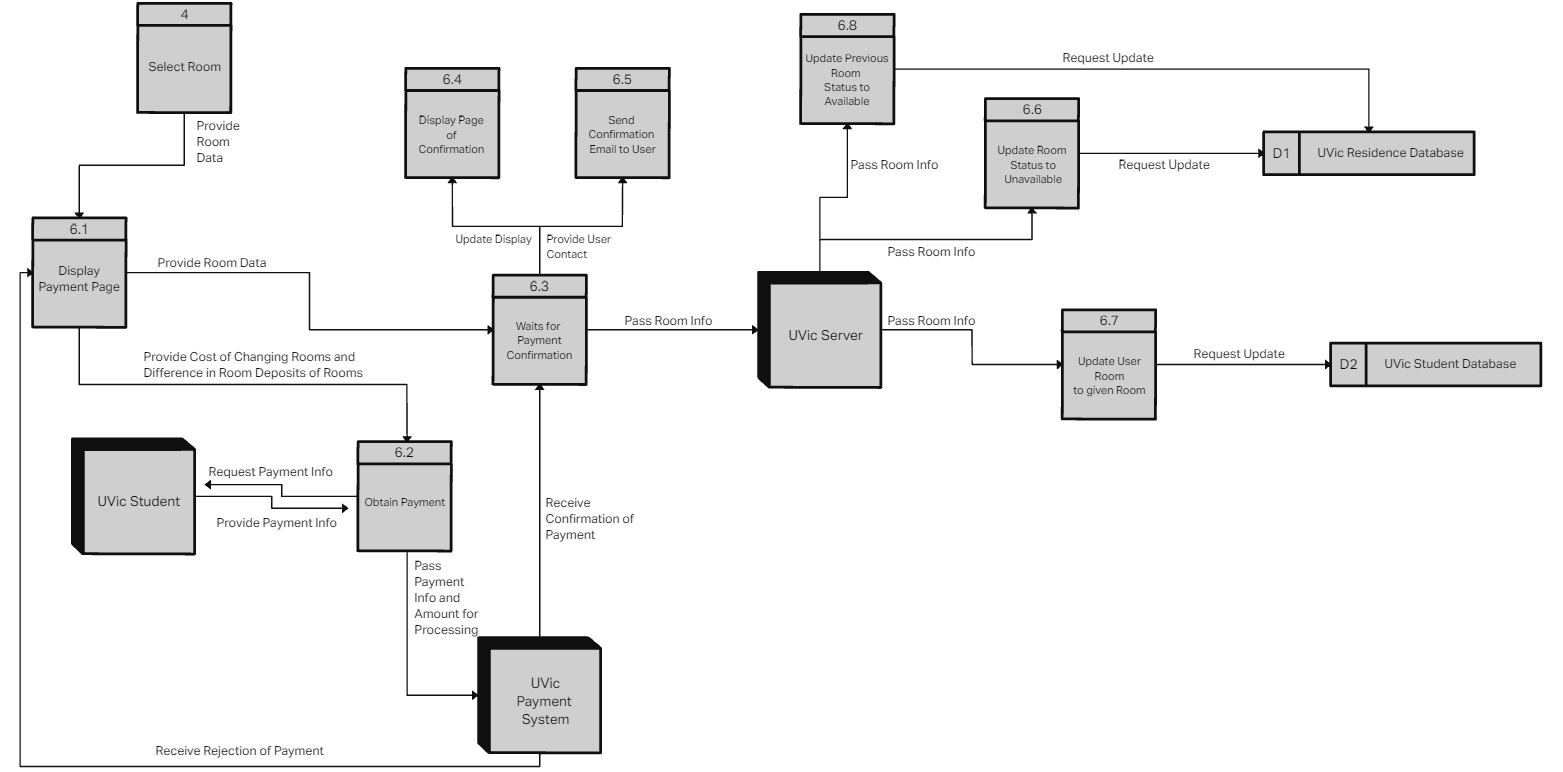 4
Select Room
Provide
Room
Data
6.1
Display
Payment Page
Provide Room Data
Provide Cost of Changing Rooms and
Difference in Room Deposits of Rooms
UVic Student
Request Payment Info
Provide Payment Info
6.2
Obtain Payment
Pass
Payment
Info and
Amount for
Processing
UVic
Payment
System
Receive Rejection of Payment
Receive
Confirmation of
Payment
6.3
Waits for
Payment
Confirmation
Update Display
Provide User
Contact
6.4
Display Page
of
Confirmation
6.5
Send
Confirmation
Email to User
Pass Room Info
UVic Server
Pass Room Info
6.8
Update Previous
Room
Status to
Available
Request Update
Pass Room Info
6.6
Update Room
Status to
Unavailable
Request Update
D1
UVic Residence Database
Pass Room Info
6.7
Update User
Room
to given Room
Request Update
D2
UVic Student Database